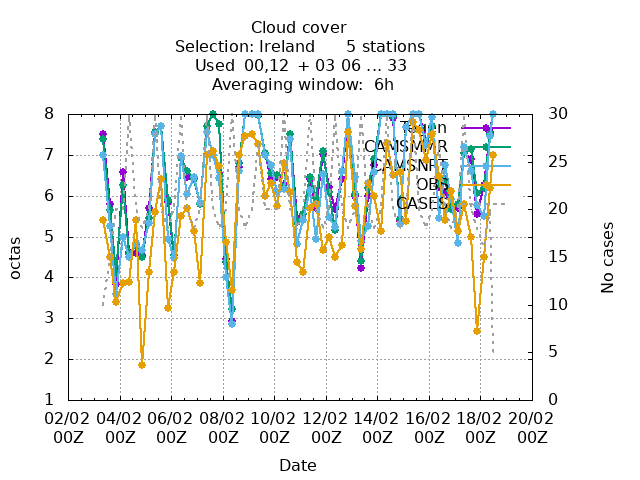 Cloud cover
Selection: Ireland 5 stations
Used 00,12 + 03 06 ... 33
Averaging window: 6h
8 30
7 25
6 20
5 15
4 10
3 5
2 0
1
octas
No cases
CAMSNFT
OBS
CASES
02/02 04/02 06/02 08/02 10/02 12/02 14/02 16/02 18/02 20/02
00Z 00Z 00Z 00Z 00Z 00Z 00Z 00Z 00Z 00Z
Date